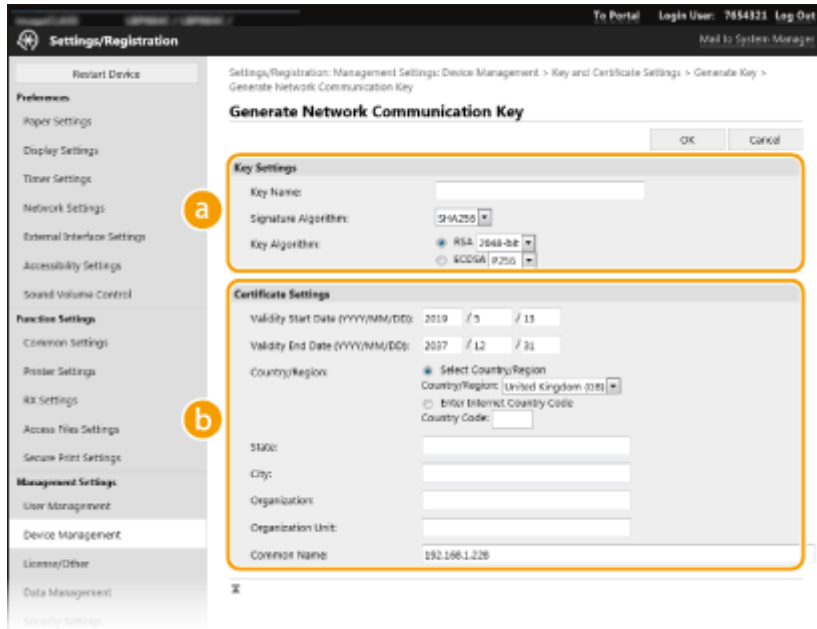 To Portal Login User: 7654321 Log Out
Settings/Registration
Mail to System Manager
Restart Device
Preferences
Paper Settings
Display Settings
Timer Settings
Network Settings
External Interface Settings
Accessibility Settings
Sound Volume Control
Function Settings
Common Settings
Printer Settings
RX Settings
Access Files Settings
Secure Print Settings
Management Settings
User Management
Device Management
License/Other
Data Management
Security Settings
Settings/Registration: Management Settings: Device Management > Key and Certificate Settings > Generate Key >
Generate Network Communication Key
Generate Network Communication Key
OK Cancel
a
Key Settings
Key Name:
Signature Algorithm: SHA256
Key Algorithm: RSA 2048-bit
ECDSA P256
b
Certificate Settings
Validity Start Date (YYYY/MM/DD): 2019 / 5 / 15
Validity End Date (YYYY/MM/DD): 2037 / 12 / 31
Country/Region: Select Country/Region
Country/Region: United Kingdom (GB)
Enter Internet Country Code
Country Code:
State:
City:
Organization:
Organization Unit:
Common Name: 192.168.1.228